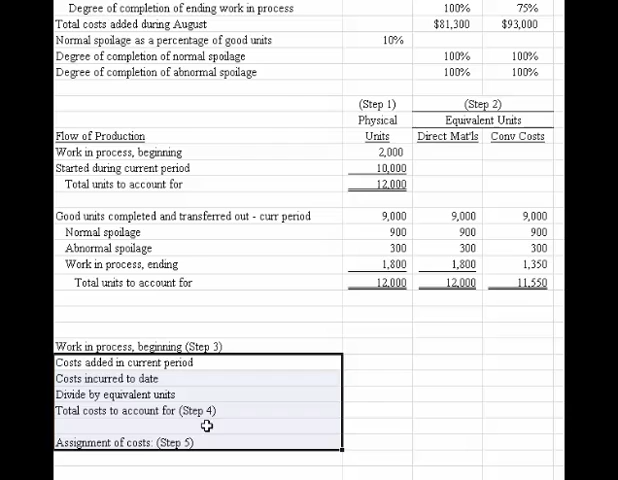 Degree of completion of ending work in process 100% 75%
Total costs added during August $81,300 $93,000
Normal spoilage as a percentage of good units 10%
Degree of completion of normal spoilage 100% 100%
Degree of completion of abnormal spoilage 100% 100%
(Step 1) (Step 2)
Physical Equivalent Units
Flow of Production Units Direct Mat'ls Conv Costs
Work in process, beginning 2,000
Started during current period 10,000
Total units to account for 12,000
Good units completed and transferred out - curr period 9,000 9,000 9,000
Normal spoilage 900 900 900
Abnormal spoilage 300 300 300
Work in process, ending 1,800 1,800 1,350
Total units to account for 12,000 12,000 11,550
Work in process, beginning (Step 3)
Costs added in current period
Costs incurred to date
Divide by equivalent units
Total costs to account for (Step 4)
Assignment of costs: (Step 5)